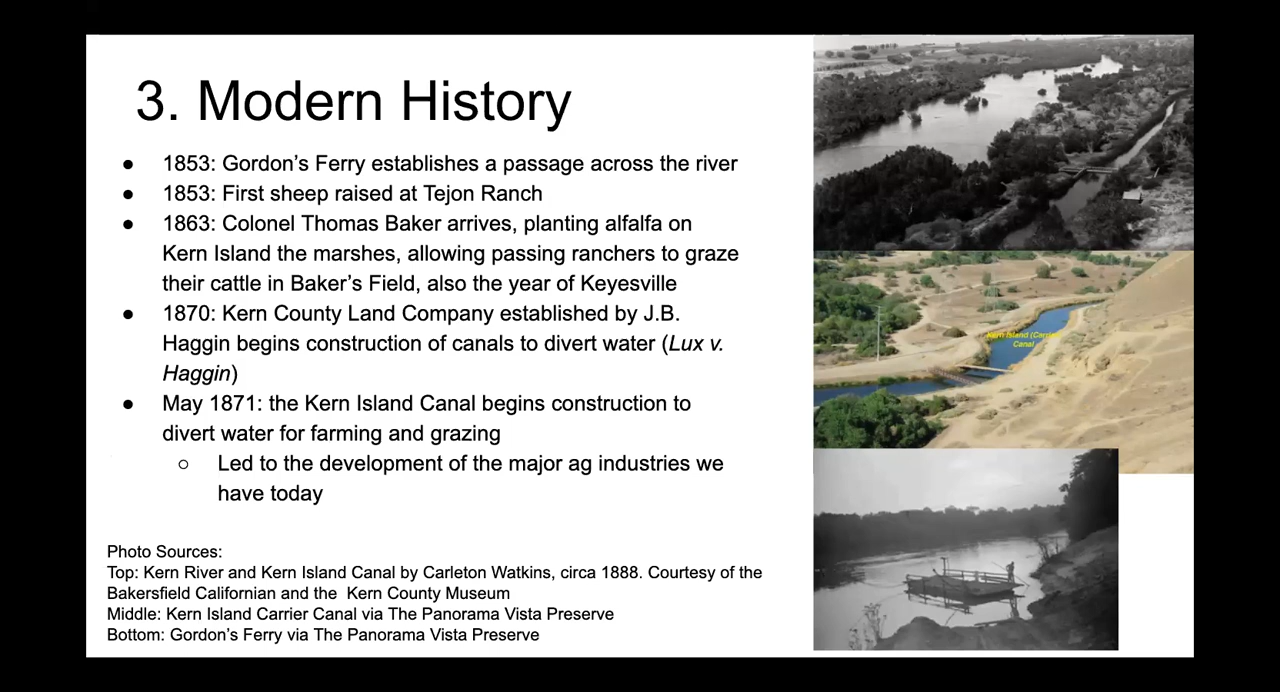 3. Modern History
● 1853: Gordon's Ferry establishes a passage across the river
● 1853: First sheep raised at Tejon Ranch
● 1863: Colonel Thomas Baker arrives, planting alfalfa on
Kern Island the marshes, allowing passing ranchers to graze
their cattle in Baker's Field, also the year of Keyesville
● 1870: Kern County Land Company established by J.B.
Haggin begins construction of canals to divert water (Lux v.
Haggin)
● May 1871: the Kern Island Canal begins construction to
divert water for farming and grazing
○ Led to the development of the major ag industries we
have today
Photo Sources:
Top: Kern River and Kern Island Canal by Carleton Watkins, circa 1888. Courtesy of the
Bakersfield Californian and the Kern County Museum
Middle: Kern Island Carrier Canal via The Panorama Vista Preserve
Bottom: Gordon's Ferry via The Panorama Vista Preserve
Kern Island (Carrier
Canal